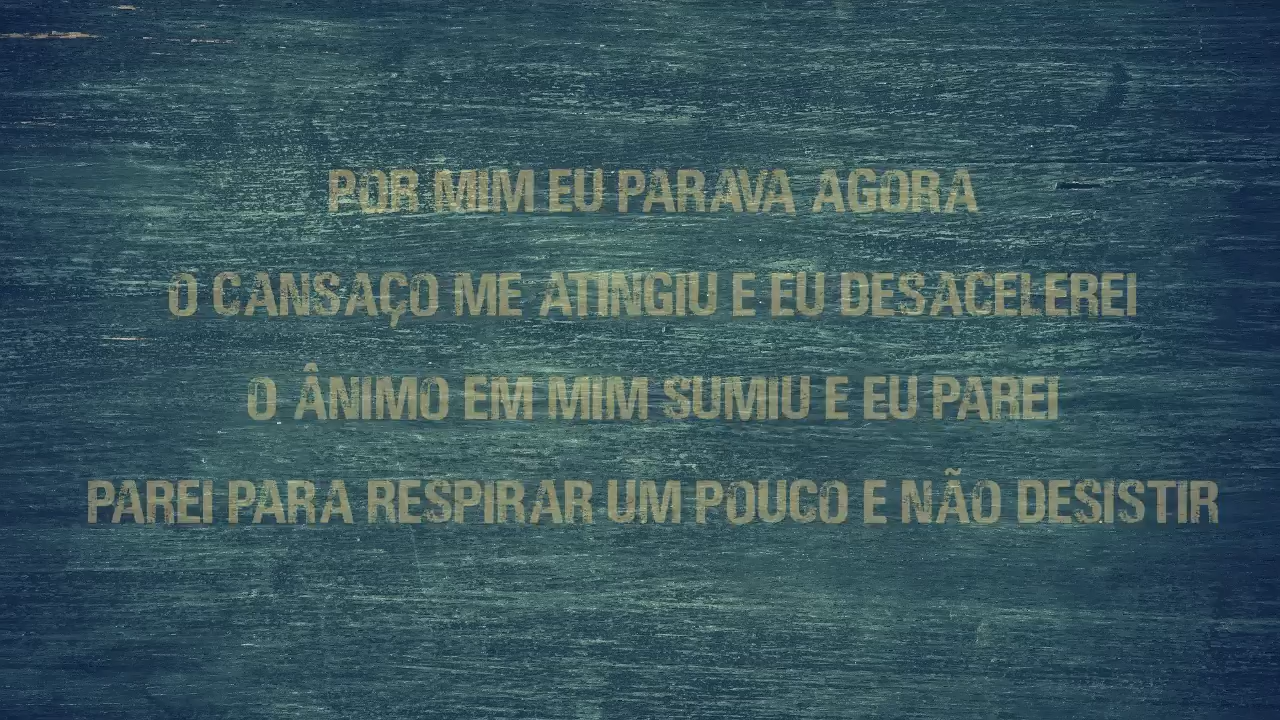 POR MIM EU PARAVA AGORA
O CANSAÇO ME ATINGIU E EU DESACELEREI
O ÂNIMO EM MIM SUMIU E EU PAREI
PAREI PARA RESPIRAR UM POUCO E NÃO DESISTIR